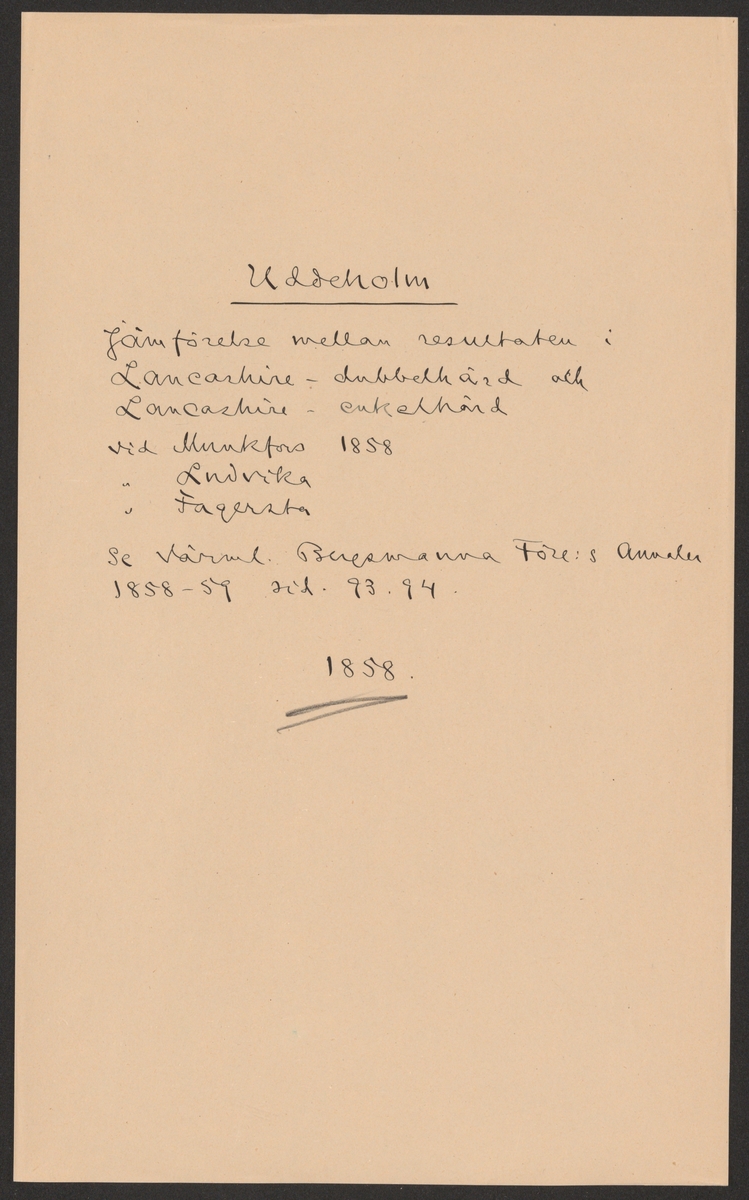 Uddeholm
Jämförelse mellan resultaten i
Lancashire - dubbelhärd och
Lancashire - enkelhärd
vid Munkfors 1858
„ Ludvika
„ Fagersta
Se Värml. Bergsmanna Före:s Annaler
1858-59 sid. 93. 94.
1858.